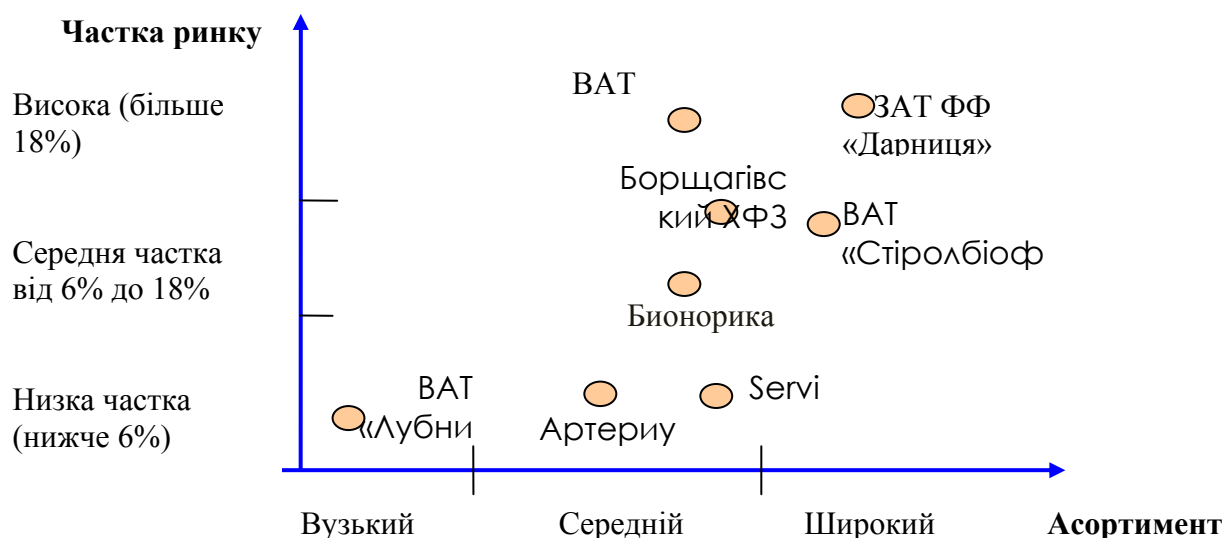 Частка ринку
Висока (більше
18%)
ВАТ
ЗАТ ФФ
«Дарниця»
Борщагівс
кий ХФЗ
ВАТ
«Стіролбіоф
Середня частка
від 6% до 18%
Бионорика
Низка частка
(нижче 6%)
ВАТ
«Лубни
Артериу
Servi
Вузький
Середній
Широкий
Асортимент